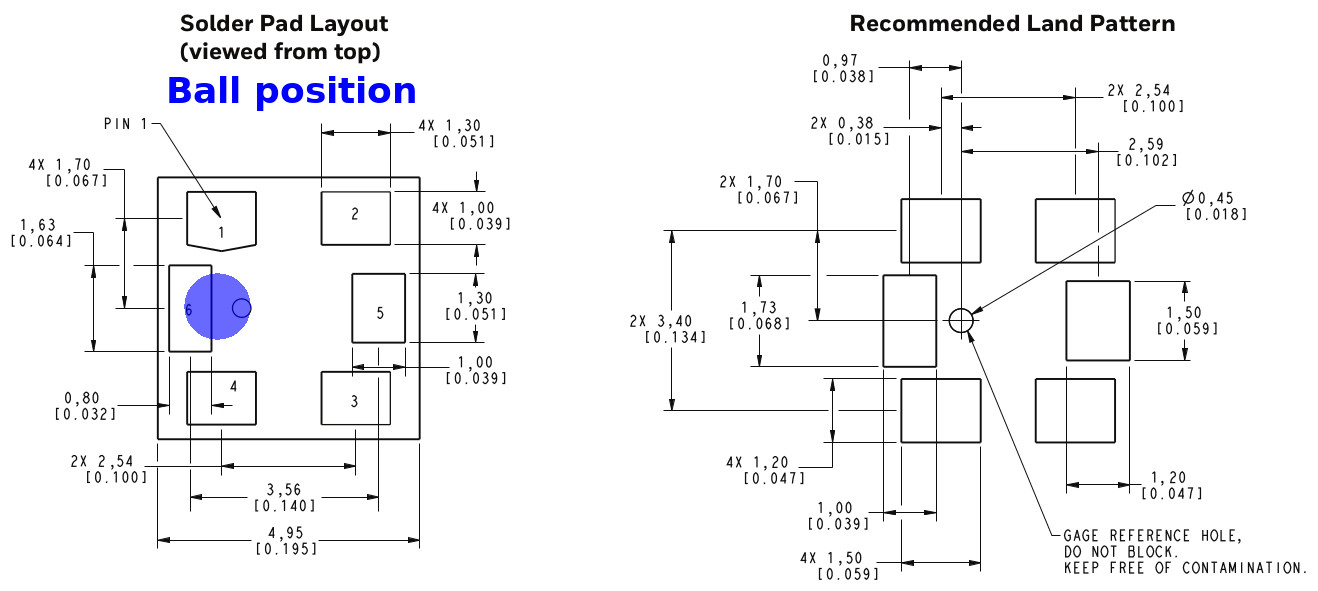 Solder Pad Layout
(viewed from top)
Ball position
PIN 1
4X 1,30
[0.051]
4X 1,70
[0.067]
4X 1,00
[0.039]
1,63
[0.064]
1
2
6
5
4
3
1,30
[0.051]
1,00
[0.039]
0,80
[0.032]
2X 2,54
[0.100]
3,56
[0.140]
4,95
[0.195]
Recommended Land Pattern
0,97
[0.038]
2X 2,54
[0.100]
2X 0,38
[0.015]
2,59
[0.102]
2X 1,70
[0.067]
Ø0,45
[0.018]
2X 3,40
[0.134]
1,73
[0.068]
1,50
[0.059]
4X 1,20
[0.047]
1,20
[0.047]
1,00
[0.039]
4X 1,50
[0.059]
GAGE REFERENCE HOLE,
DO NOT BLOCK.
KEEP FREE OF CONTAMINATION.